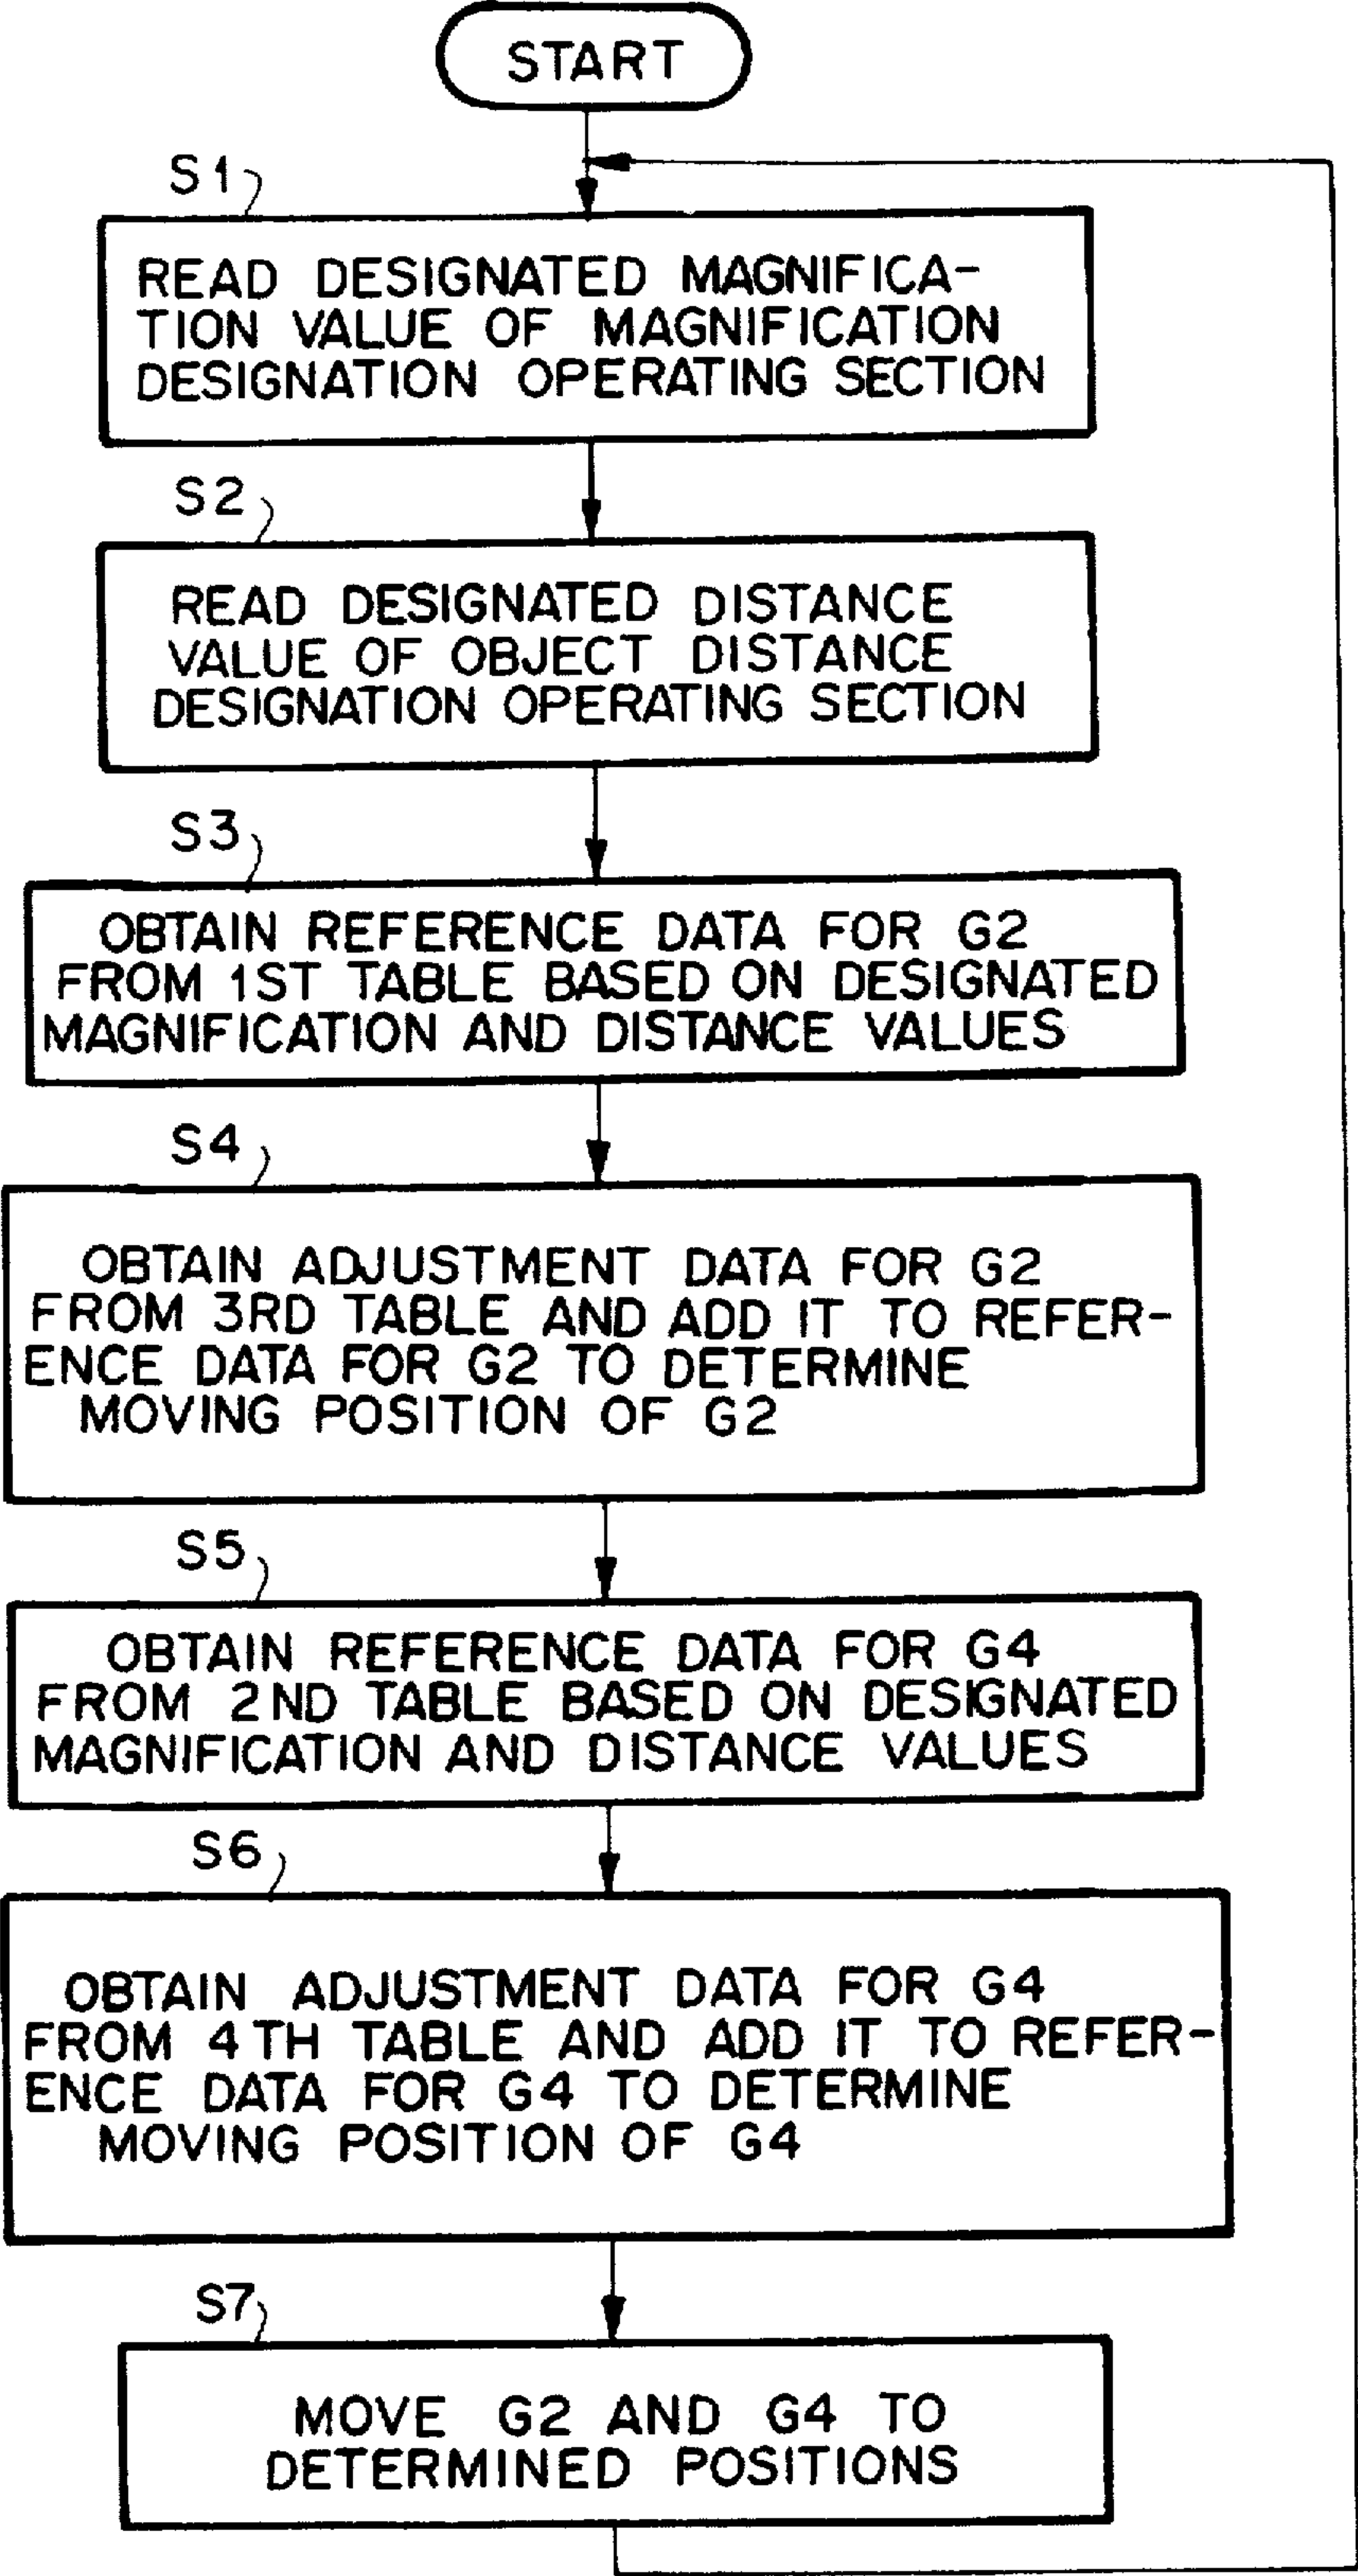 START
S1
READ DESIGNATED MAGNIFICA-
TION VALUE OF MAGNIFICATION
DESIGNATION OPERATING SECTION
S2
READ DESIGNATED DISTANCE
VALUE OF OBJECT DISTANCE
DESIGNATION OPERATING SECTION
S3
OBTAIN REFERENCE DATA FOR G2
FROM 1ST TABLE BASED ON DESIGNATED
MAGNIFICATION AND DISTANCE VALUES
S4
OBTAIN ADJUSTMENT DATA FOR G2
FROM 3RD TABLE AND ADD IT TO REFER-
ENCE DATA FOR G2 TO DETERMINE
MOVING POSITION OF G2
S5
OBTAIN REFERENCE DATA FOR G4
FROM 2ND TABLE BASED ON DESIGNATED
MAGNIFICATION AND DISTANCE VALUES
S6
OBTAIN ADJUSTMENT DATA FOR G4
FROM 4TH TABLE AND ADD IT TO REFER-
ENCE DATA FOR G4 TO DETERMINE
MOVING POSITION OF G4
S7
MOVE G2 AND G4 TO
DETERMINED POSITIONS